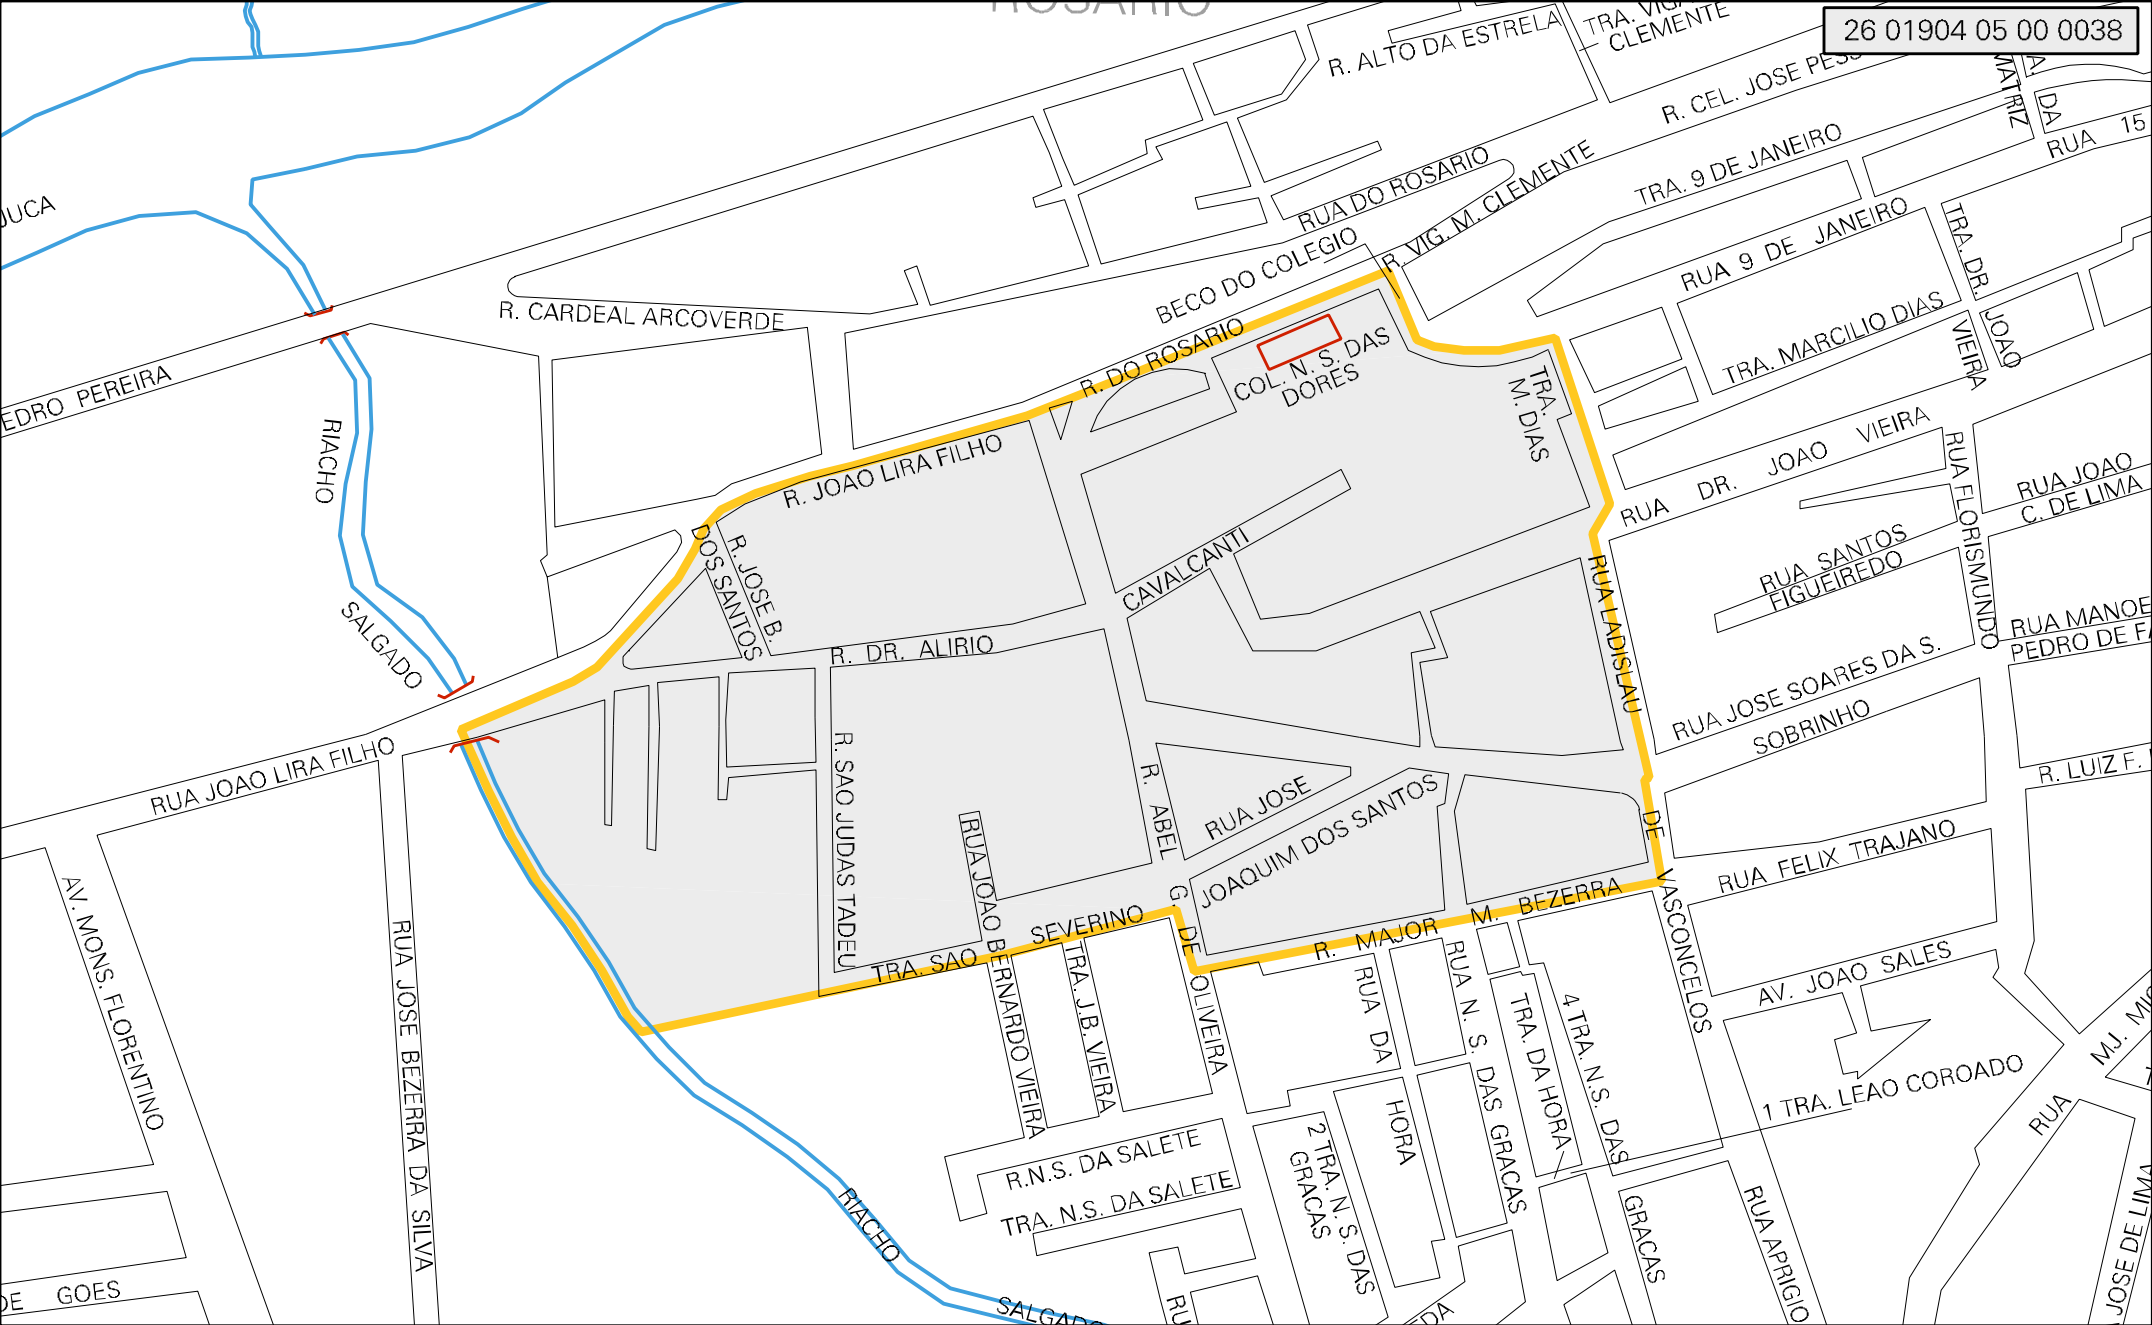 ROSARIO
26 01904 05 00 0038
R. ALTO DA ESTRELA
TRA.
CLEMENTE
R. CEL. JOSE
MATRIZ
DA
RUA 15
TRA. 9 DE JANEIRO
RUA DO ROSARIO
R. VIG. M. CLEMENTE
BECO DO COLEGIO
RUA 9 DE JANEIRO
TRA. DR.
JOAO
VIEIRA
TRA. MARCILIO DIAS
R. CARDEAL ARCOVERDE
R. DO ROSARIO
COL. N. S. DAS
DORES
TRA.
M. DIAS
PEREIRA
RIACHO
SALGADO
R. JOAO LIRA FILHO
RUA DR. JOAO VIEIRA
RUA FLORISMUNDO
RUA JOAO
C. DE LIMA
RUA SANTOS
FIGUEIREDO
R. JOSE B.
DOS SANTOS
CAVALCANTI
R. DR. ALIRIO
RUA LADISLAU
DE
VASCONCELOS
RUA JOSE SOARES DA S.
SOBRINHO
RUA
PEDRO DE
R. LUIZ F.
RUA JOAO LIRA FILHO
R. SAO JUDAS TADEU
R. ABEL
G. DE
OLIVEIRA
RUA JOSE
JOAQUIM DOS SANTOS
RUA FELIX TRAJANO
RUA JOAO BERNARDO VIEIRA
TRA. SAO SEVERINO
R. MAJOR M. BEZERRA
AV. MONS. FLORENTINO
RUA JOSE BEZERRA DA SILVA
TRA. J.B. VIEIRA
RUA DA
HORA
RUA N. S. DAS GRACAS
TRA. DA HORA
4 TRA. N.S. DAS
GRACAS
AV. JOAO SALES
1 TRA. LEAO COROADO
MJ.
RUA
R.N.S. DA SALETE
TRA. N.S. DA SALETE
2 TRA. N. S. DAS
GRACAS
RUA APRIGIO
JOSE DE LIMA
RIACHO
SALGADO
GOES